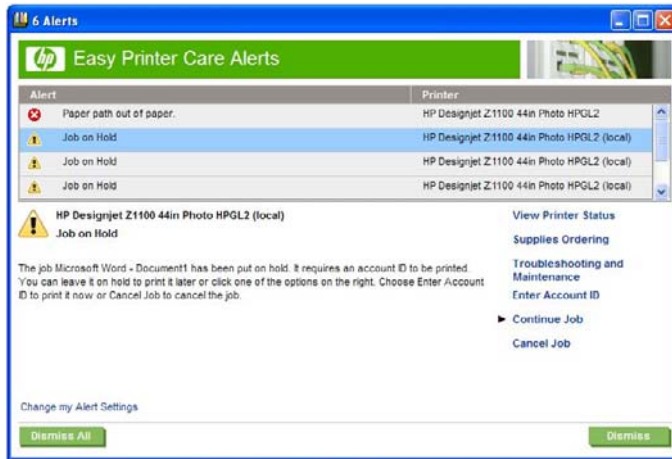 6 Alerts
hp Easy Printer Care Alerts
Alert Printer
Paper path out of paper. HP Designjet Z1100 44in Photo HPGL2
Job on Hold HP Designjet Z1100 44in Photo HPGL2 (local)
Job on Hold HP Designjet Z1100 44in Photo HPGL2 (local)
Job on Hold HP Designjet Z1100 44in Photo HPGL2 (local)
HP Designjet Z1100 44in Photo HPGL2 (local)
Job on Hold
The job Microsoft Word - Document1 has been put on hold. It requires an account ID to be printed.
You can leave it on hold to print it later or click one of the options on the right. Choose Enter Account
ID to print it now or Cancel Job to cancel the job.
View Printer Status
Supplies Ordering
Troubleshooting and
Maintenance
Enter Account ID
Continue Job
Cancel Job
Change my Alert Settings
Dismiss All Dismiss